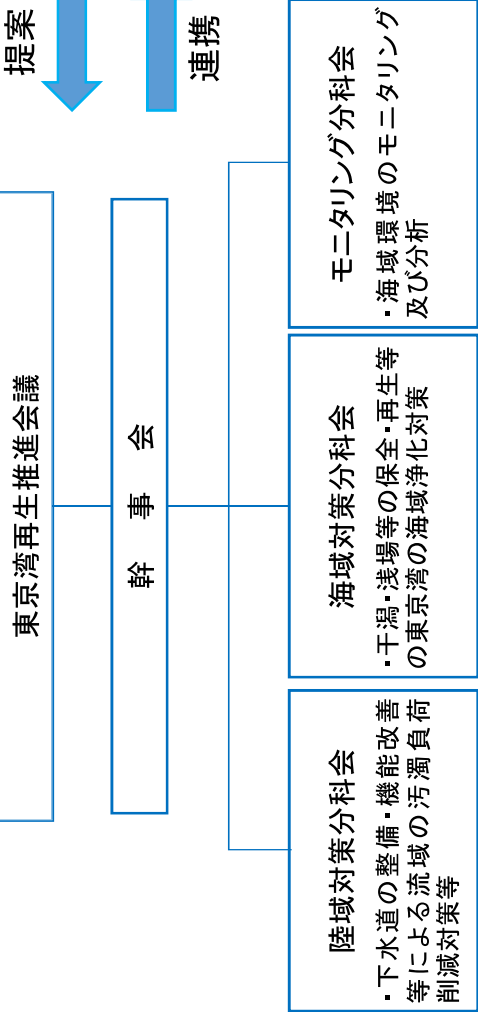 東京湾再生推進会議
提案
連携
幹事会
陸域対策分科会
・下水道の整備・機能改善
等による流域の汚濁負荷
削減対策等
海域対策分科会
・干潟・浅場等の保全・再生等
の東京湾の海域浄化対策
モニタリング分科会
・海域環境のモニタリング
及び分析